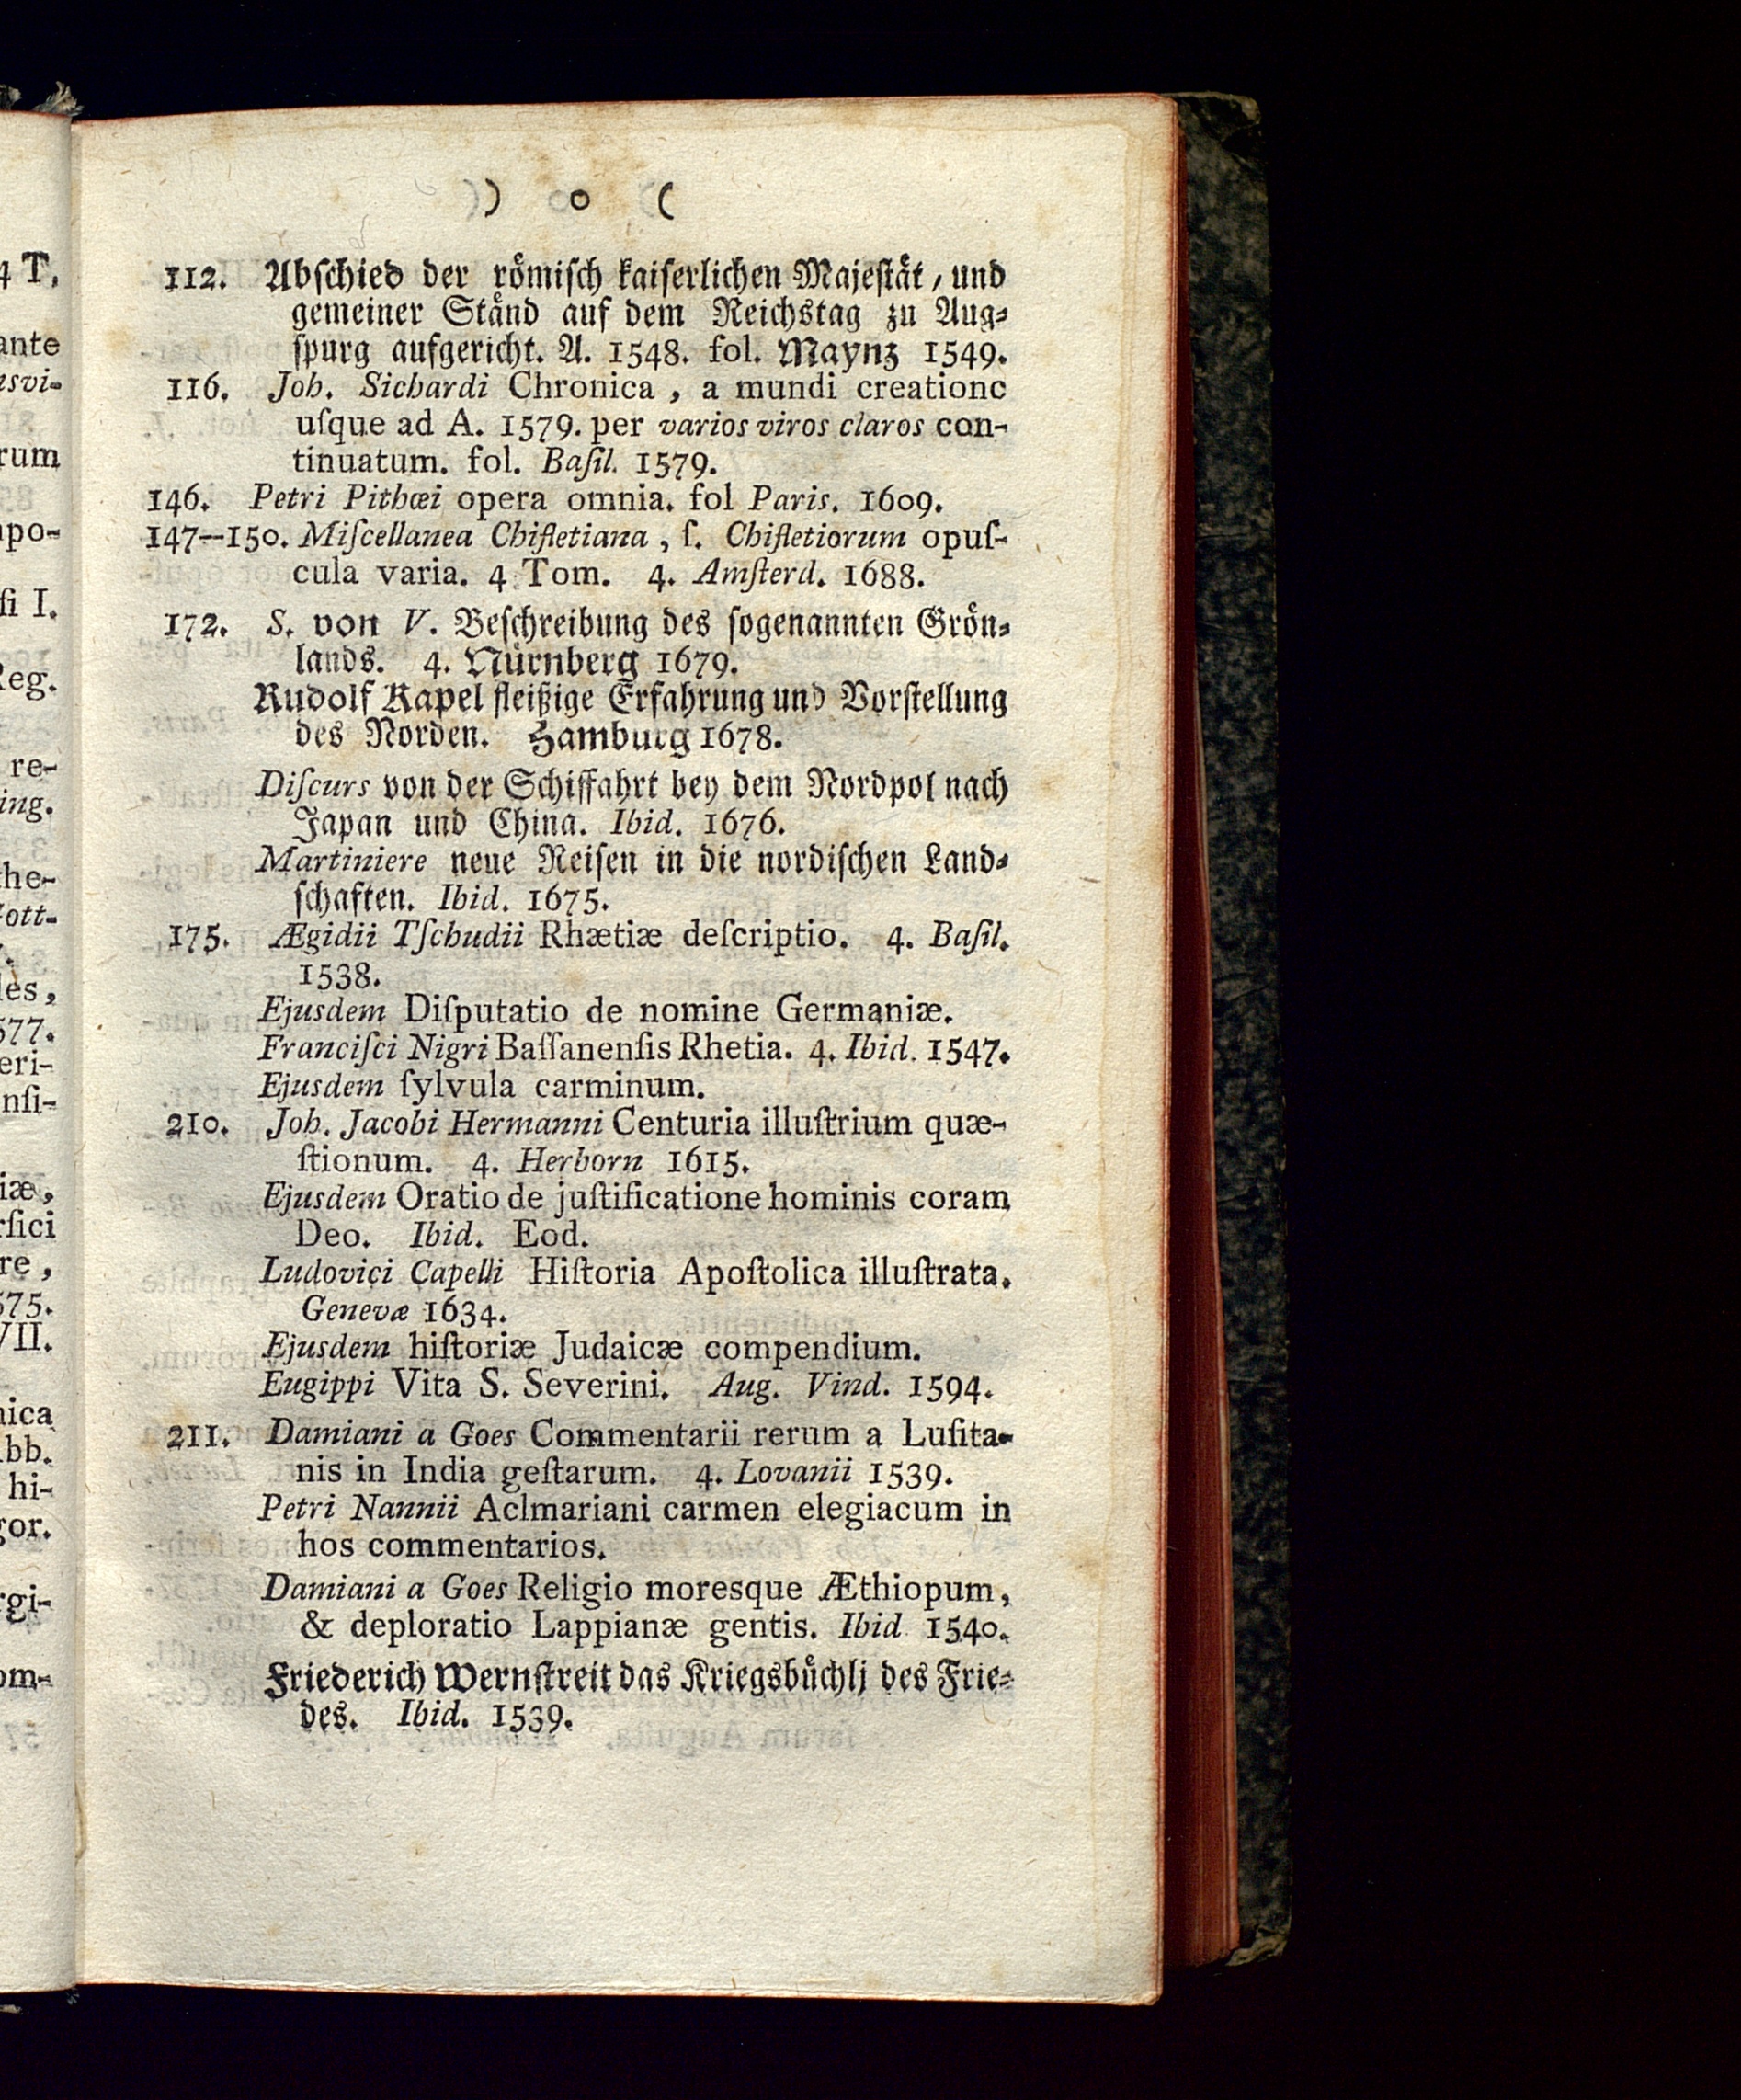 ) o (
112. Abſchied der römiſch kaiſerlichen Majeſtät, und
gemeiner Ständ auf dem Reichstag zu Aug⸗
ſpurg aufgericht. A. 1548. fol. Maynz 1549.
116. Joh. Sichardi Chronica, a mundi creatione
uſque ad A. 1579. per varios viros claros con-
tinuatum. fol. Baſil. 1579.
146. Petri Pithœi opera omnia. fol Paris. 1609.
147—150. Miſcellanea Chifletiana, ſ. Chifletiorum opuſ-
cula varia. 4 Tom. 4. Amſterd. 1688.
172. S. von V. Beſchreibung des ſogenannten Grön⸗
lands. 4. Nürnberg 1679.
Rudolf Kapel fleißige Erfahrung und Vorſtellung
des Norden. Hamburg 1678.
Diſcurs von der Schiffahrt bey dem Nordpol nach
Japan und China. Ibid. 1676.
Martiniere neue Reiſen in die nordiſchen Land⸗
ſchaften. Ibid. 1675.
175. Ægidii Tſchudii Rhætiæ deſcriptio. 4. Baſil.
1538.
Ejusdem Diſputatio de nomine Germaniæ.
Franciſci Nigri Baſſanenſis Rhetia. 4. Ibid. 1547.
Ejusdem ſylvula carminum.
210. Joh. Jacobi Hermanni Centuria illuſtrium quæ-
ſtionum. 4. Herborn 1615.
Ejusdem Oratio de juſtificatione hominis coram
Deo. Ibid. Eod.
Ludovici Capelli Hiſtoria Apoſtolica illuſtrata.
Genevæ 1634.
Ejusdem hiſtoriæ Judaicæ compendium.
Eugippi Vita S. Severini. Aug. Vind. 1594.
211. Damiani a Goes Commentarii rerum a Luſita-
nis in India geſtarum. 4. Lovanii 1539.
Petri Nannii Aclmariani carmen elegiacum in
hos commentarios.
Damiani a Goes Religio moresque Æthiopum,
& deploratio Lappianæ gentis. Ibid 1540.
Friederich Wernſtreit das Kriegsbüchlj des Frie⸗
des. Ibid. 1539.